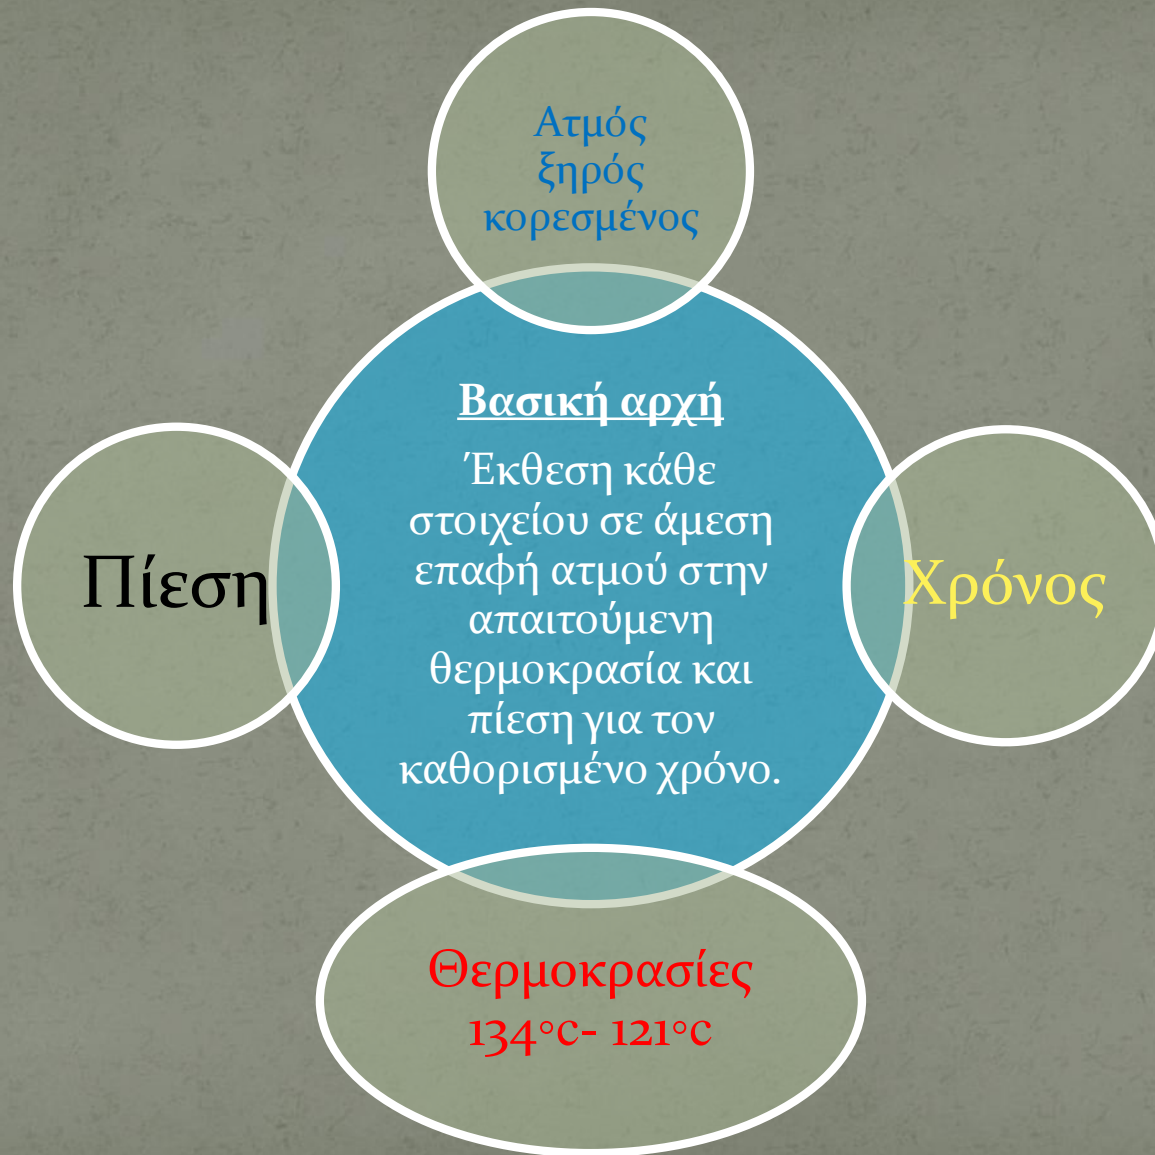 Ατμός
ξηρός
κορεσμένος
Βασική αρχή
Έκθεση κάθε
στοιχείου σε άμεση
επαφή ατμού στην
απαιτούμενη
θερμοκρασία και
πίεση για τον
καθορισμένο χρόνο.
Πίεση
Χρόνος
Θερμοκρασίες
134°c- 121°c